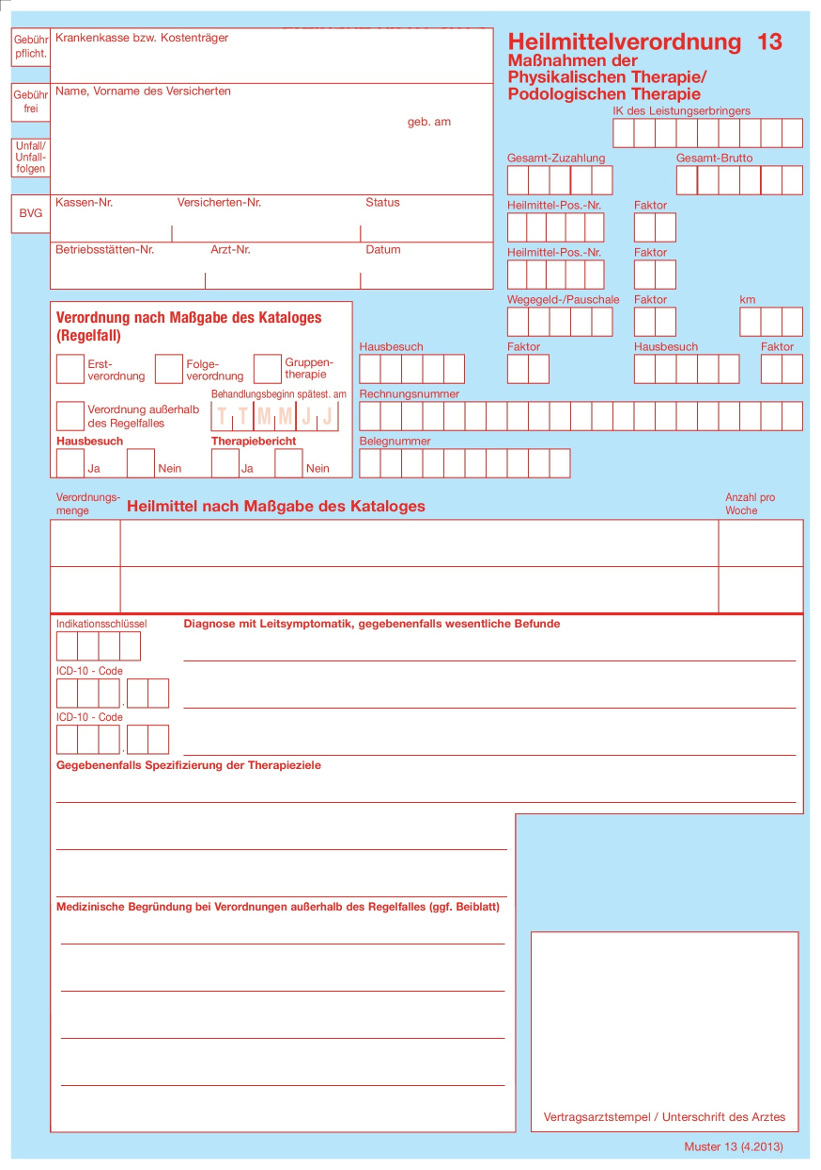 Gebühr
pflicht.
Krankenkasse bzw. Kostenträger
Heilmittelverordnung 13
Maßnahmen der
Physikalischen Therapie/
Podologischen Therapie
Gebühr
frei
Name, Vorname des Versicherten
geb. am
IK des Leistungserbringers
Unfall/
Unfall-
folgen
Gesamt-Zuzahlung Gesamt-Brutto
BVG
Kassen-Nr. Versicherten-Nr. Status
Heilmittel-Pos.-Nr. Faktor
Betriebsstätten-Nr. Arzt-Nr. Datum
Heilmittel-Pos.-Nr. Faktor
Wegegeld-/Pauschale Faktor km
Verordnung nach Maßgabe des Kataloges
(Regelfall)
Hausbesuch Faktor Hausbesuch Faktor
Erst-
verordnung
Folge-
verordnung
Gruppen-
therapie
Behandlungsbeginn spätest. am
Rechnungsnummer
Verordnung außerhalb
des Regelfalles
T T M M J J
Hausbesuch Therapiebericht
Belegnummer
Ja Nein Ja Nein
Verordnungs-
menge
Heilmittel nach Maßgabe des Kataloges
Anzahl pro
Woche
Indikationsschlüssel
Diagnose mit Leitsymptomatik, gegebenenfalls wesentliche Befunde
ICD-10 - Code
.
ICD-10 - Code
.
Gegebenenfalls Spezifizierung der Therapieziele
Medizinische Begründung bei Verordnungen außerhalb des Regelfalles (ggf. Beiblatt)
Vertragsarztstempel / Unterschrift des Arztes
Muster 13 (4.2013)